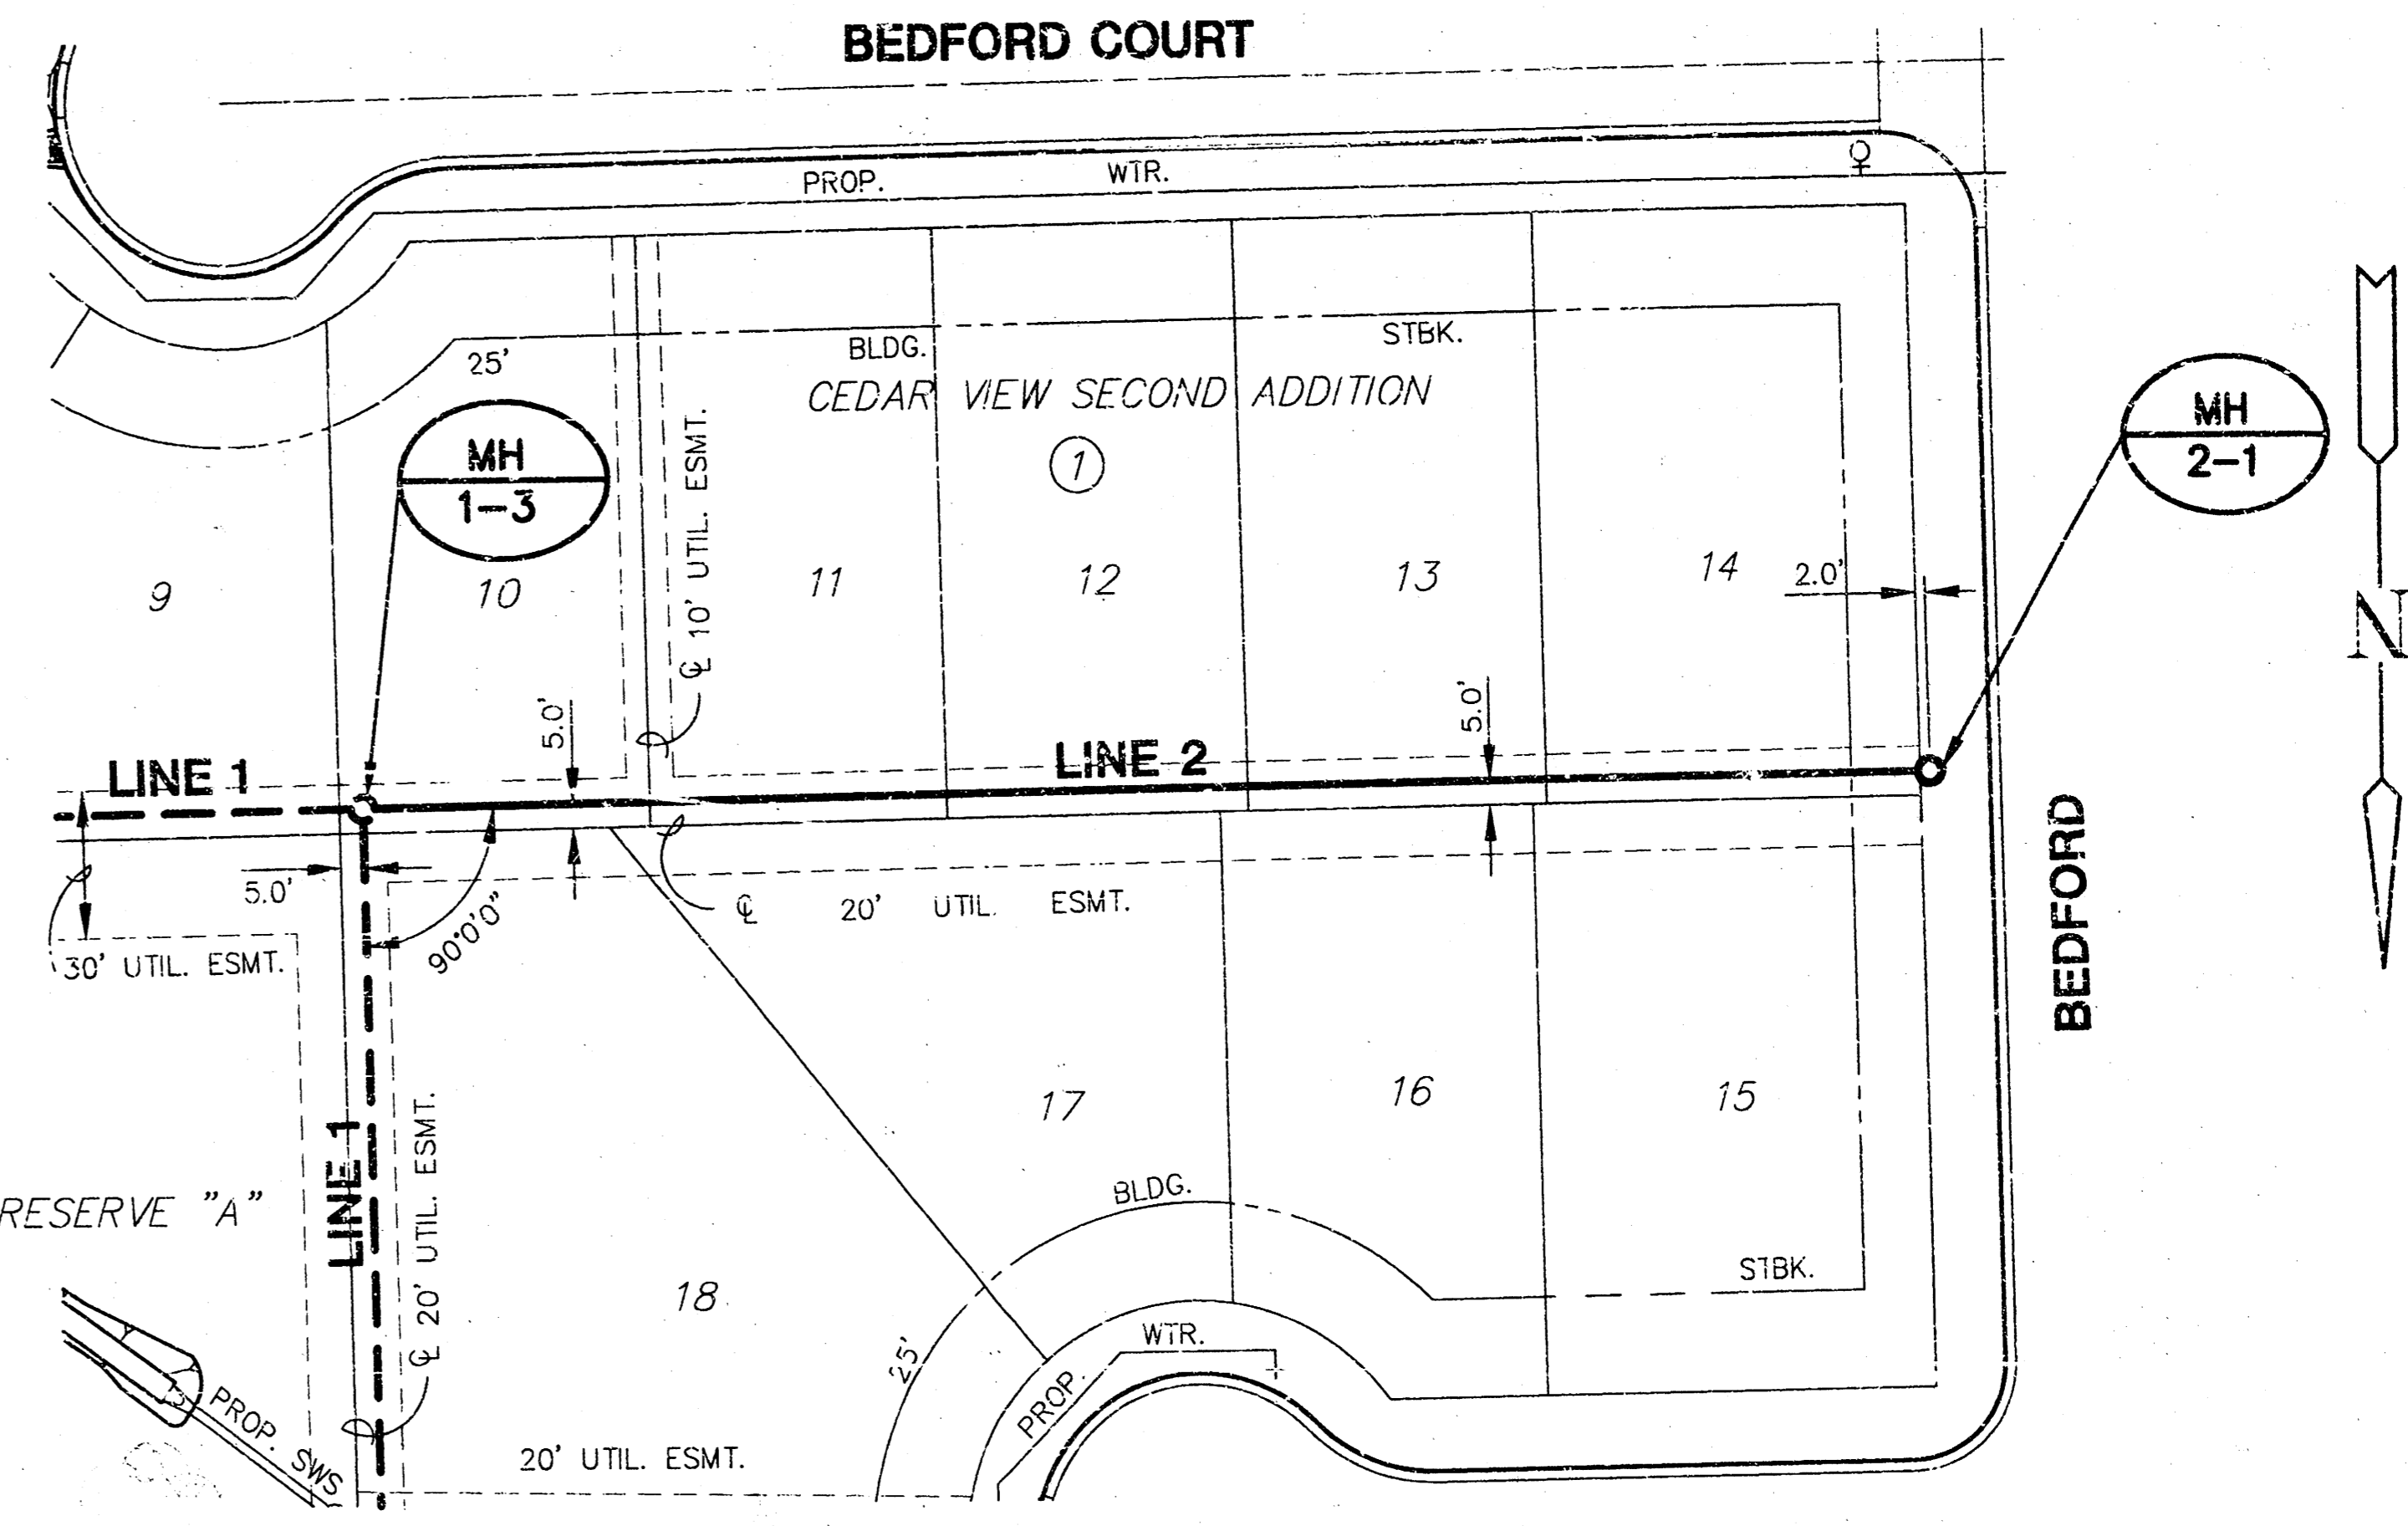 BEDFORD COURT
PROP. WTR.
25'
BLDG. STBK.
CEDAR VIEW SECOND ADDITION
1
MH
1-3
MH
2-1
℄ 10' UTIL. ESMT.
9
10
11
12
13
14
2.0'
N
5.0'
5.0'
LINE 1
LINE 2
5.0'
90°0'0"
℄ 20' UTIL. ESMT.
30' UTIL. ESMT.
BEDFORD
LINE 1
℄ 20' UTIL. ESMT.
17
16
15
RESERVE "A"
BLDG.
STBK.
18
25'
PROP. WTR.
PROP. SWS
20' UTIL. ESMT.